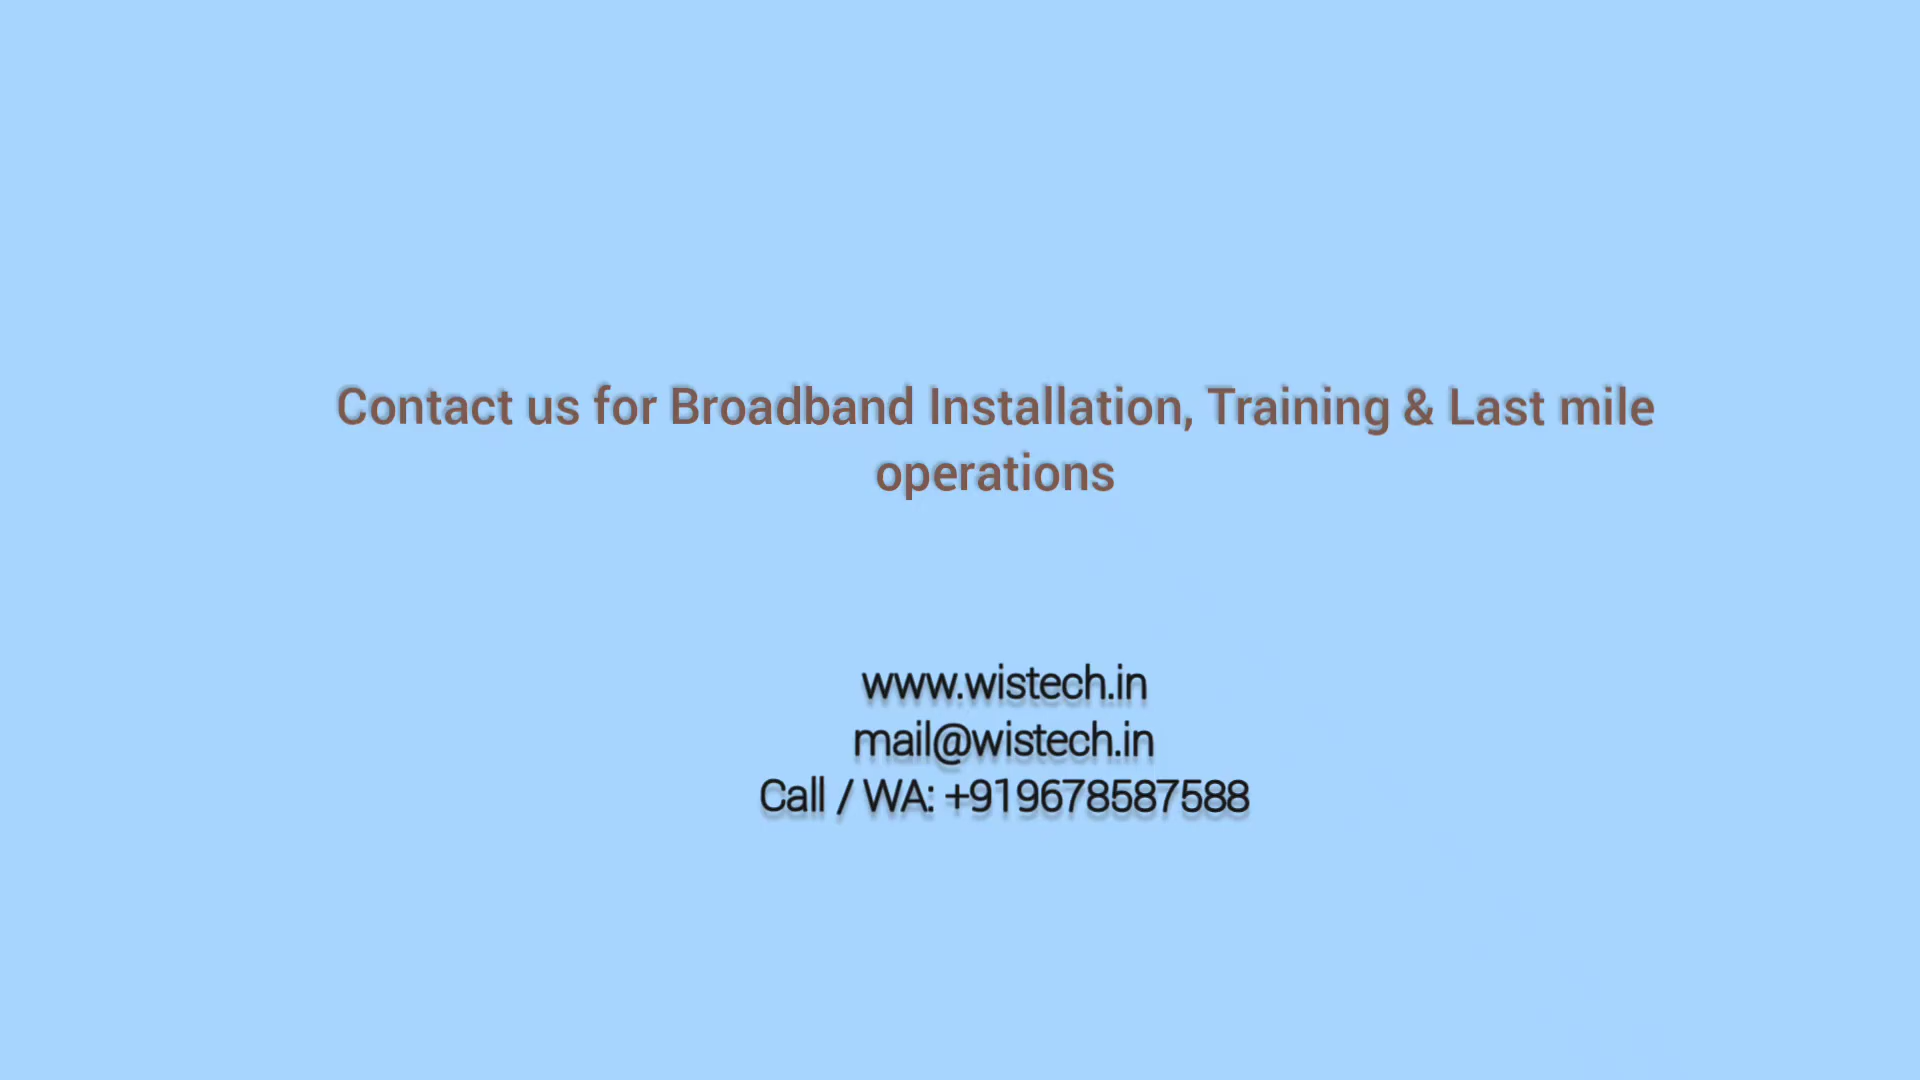 Contact us for Broadband Installation, Training & Last mile
operations
www.wistech.in
mail@wistech.in
Call / WA: +919678587588